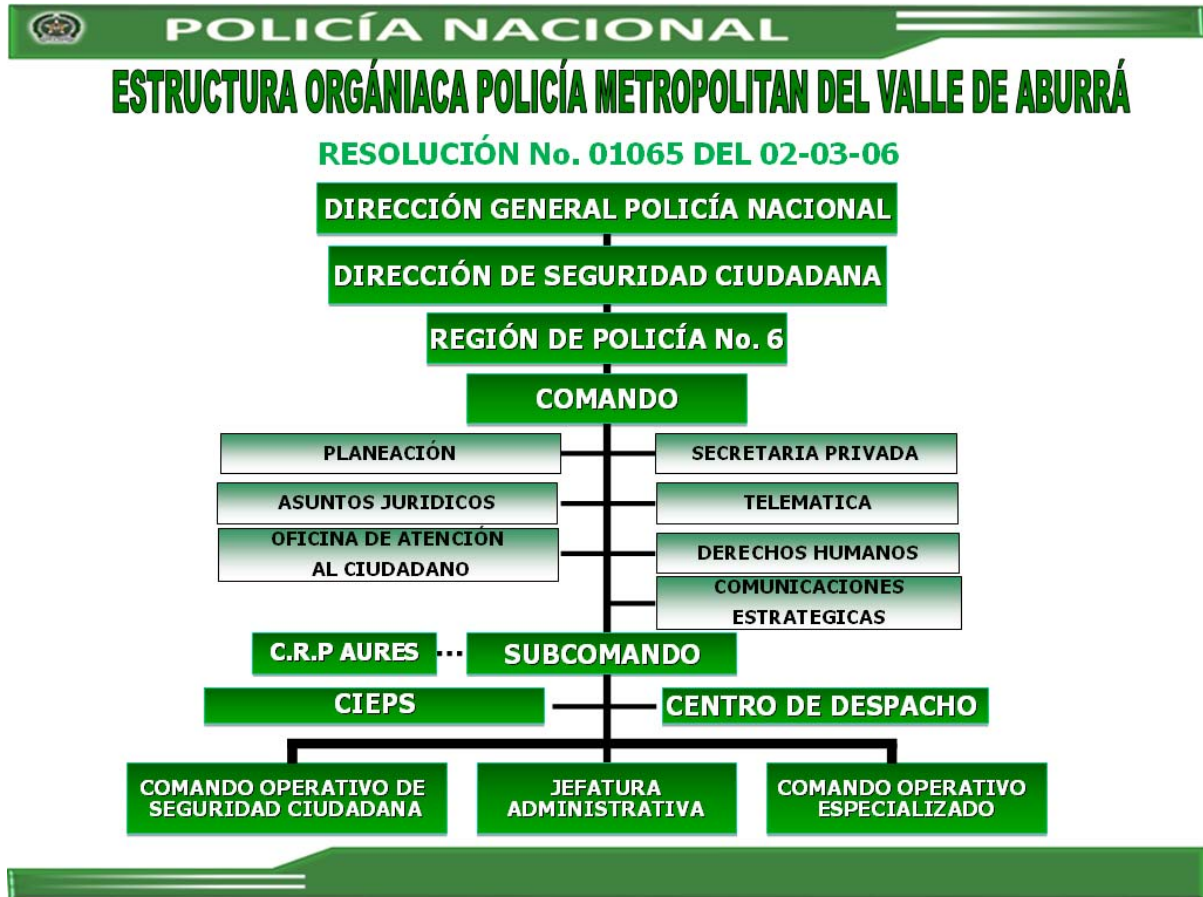 POLICÍA NACIONAL
ESTRUCTURA ORGÁNIACA POLICÍA METROPOLITAN DEL VALLE DE ABURRÁ
RESOLUCIÓN No. 01065 DEL 02-03-06
DIRECCIÓN GENERAL POLICÍA NACIONAL
DIRECCIÓN DE SEGURIDAD CIUDADANA
REGIÓN DE POLICÍA No. 6
COMANDO
PLANEACIÓN
SECRETARIA PRIVADA
ASUNTOS JURIDICOS
TELEMATICA
OFICINA DE ATENCIÓN
AL CIUDADANO
DERECHOS HUMANOS
COMUNICACIONES
ESTRATEGICAS
C.R.P AURES
SUBCOMANDO
CIEPS
CENTRO DE DESPACHO
COMANDO OPERATIVO DE
SEGURIDAD CIUDADANA
JEFATURA
ADMINISTRATIVA
COMANDO OPERATIVO
ESPECIALIZADO